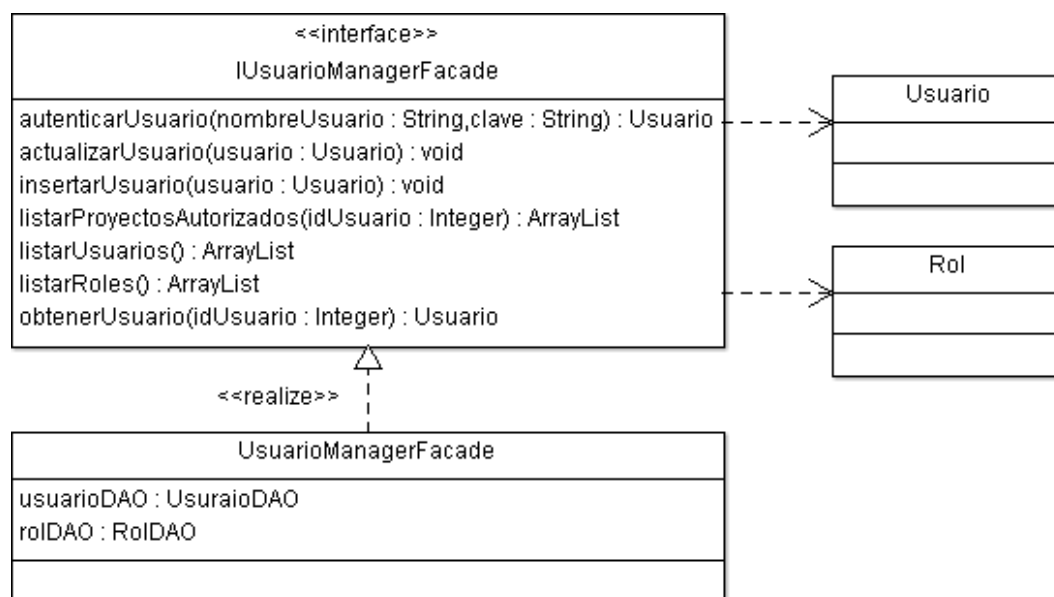 <<interface>>
IUsuarioManagerFacade
autenticarUsuario(nombreUsuario : String,clave : String) : Usuario
actualizarUsuario(usuario : Usuario) : void
insertarUsuario(usuario : Usuario) : void
listarProyectosAutorizados(idUsuario : Integer) : ArrayList
listarUsuarios() : ArrayList
listarRoles() : ArrayList
obtenerUsuario(idUsuario : Integer) : Usuario
Usuario
Rol
<<realize>>
UsuarioManagerFacade
usuarioDAO : UsuraioDAO
rolDAO : RolDAO